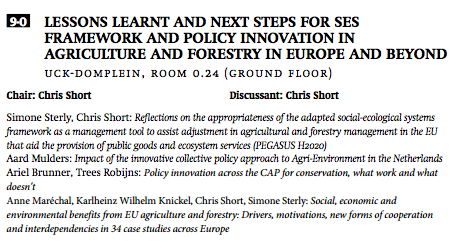 9.0 LESSONS LEARNT AND NEXT STEPS FOR SES
FRAMEWORK AND POLICY INNOVATION IN
AGRICULTURE AND FORESTRY IN EUROPE AND BEYOND
UCK-DOMPLEIN, ROOM 0.24 (GROUND FLOOR)
Chair: Chris Short Discussant: Chris Short
Simone Sterly, Chris Short: Reflections on the appropriateness of the adapted social-ecological systems
framework as a management tool to assist adjustment in agricultural and forestry management in the EU
that aid the provision of public goods and ecosystem services (PEGASUS H2020)
Aard Mulders: Impact of the innovative collective policy approach to Agri-Environment in the Netherlands
Ariel Brunner, Trees Robijns: Policy innovation across the CAP for conservation, what work and what
doesn't
Anne Maréchal, Karlheinz Wilhelm Knickel, Chris Short, Simone Sterly: Social, economic and
environmental benefits from EU agriculture and forestry: Drivers, motivations, new forms of cooperation
and interdependencies in 34 case studies across Europe